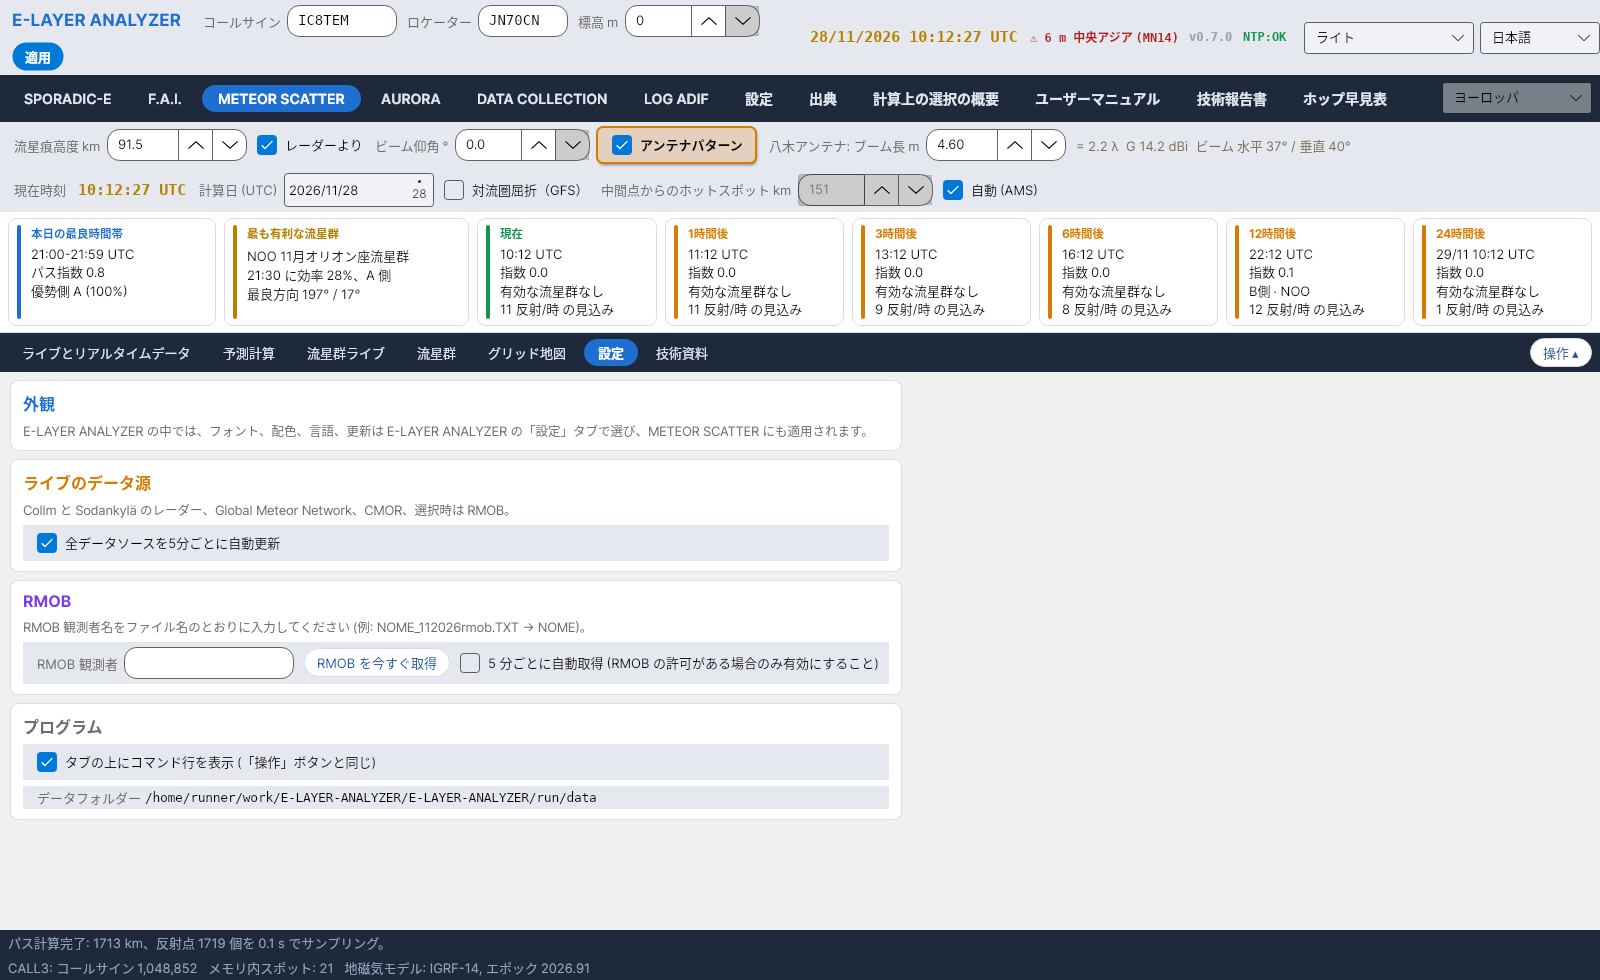 E-LAYER ANALYZER コールサイン IC8TEM ロケーター JN70CN 標高 m 0
28/11/2026 10:12:27 UTC ⚠ 6 m 中央アジア (MN14) v0.7.0 NTP:OK ライト 日本語
適用
SPORADIC-E F.A.I. METEOR SCATTER AURORA DATA COLLECTION LOG ADIF 設定 出典 計算上の選択の概要 ユーザーマニュアル 技術報告書 ホップ早見表 ヨーロッパ
流星痕高度 km 91.5 レーダーより ビーム仰角 ° 0.0 アンテナパターン 八木アンテナ: ブーム長 m 4.60 = 2.2 λ G 14.2 dBi ビーム 水平 37° / 垂直 40°
現在時刻 10:12:27 UTC 計算日 (UTC) 2026/11/28 28 対流圏屈折（GFS） 中間点からのホットスポット km 151 自動 (AMS)
本日の最良時間帯
21:00-21:59 UTC
パス指数 0.8
優勢側 A (100%)
最も有利な流星群
NOO 11月オリオン座流星群
21:30 に効率 28%、A 側
最良方向 197° / 17°
現在
10:12 UTC
指数 0.0
有効な流星群なし
11 反射/時 の見込み
1時間後
11:12 UTC
指数 0.0
有効な流星群なし
11 反射/時 の見込み
3時間後
13:12 UTC
指数 0.0
有効な流星群なし
9 反射/時 の見込み
6時間後
16:12 UTC
指数 0.0
有効な流星群なし
8 反射/時 の見込み
12時間後
22:12 UTC
指数 0.1
B側 · NOO
12 反射/時 の見込み
24時間後
29/11 10:12 UTC
指数 0.0
有効な流星群なし
1 反射/時 の見込み
ライブとリアルタイムデータ 予測計算 流星群ライブ 流星群 グリッド地図 設定 技術資料 操作 ▴
外観
E-LAYER ANALYZER の中では、フォント、配色、言語、更新は E-LAYER ANALYZER の「設定」タブで選び、METEOR SCATTER にも適用されます。
ライブのデータ源
Collm と Sodankylä のレーダー、Global Meteor Network、CMOR、選択時は RMOB。
全データソースを5分ごとに自動更新
RMOB
RMOB 観測者名をファイル名のとおりに入力してください (例: NOME_112026rmob.TXT → NOME)。
RMOB 観測者 RMOB を今すぐ取得 5 分ごとに自動取得 (RMOB の許可がある場合のみ有効にすること)
プログラム
タブの上にコマンド行を表示 (「操作」ボタンと同じ)
データフォルダー /home/runner/work/E-LAYER-ANALYZER/E-LAYER-ANALYZER/run/data
パス計算完了: 1713 km、反射点 1719 個を 0.1 s でサンプリング。
CALL3: コールサイン 1,048,852 メモリ内スポット: 21 地磁気モデル: IGRF-14, エポック 2026.91